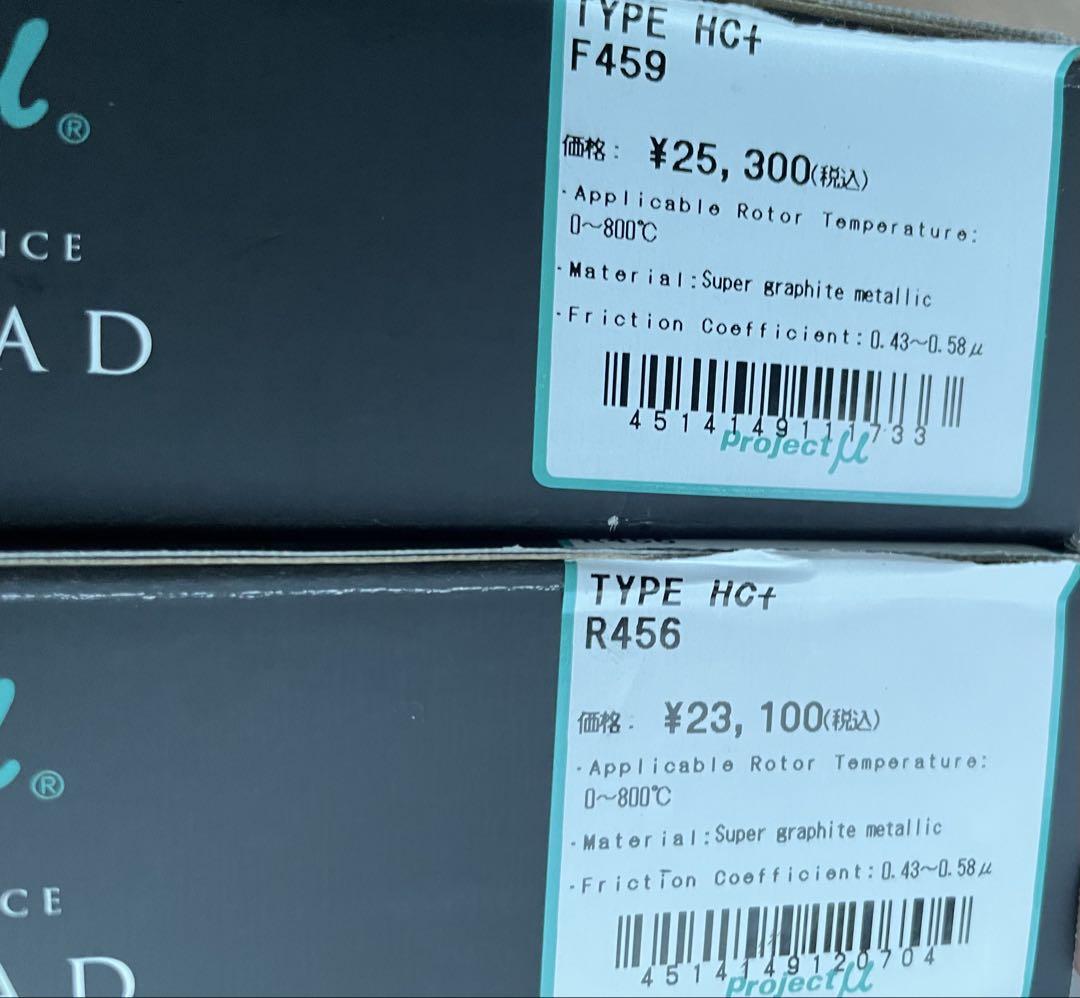 ®
NCE
AD
TYPE HC+
F459
価格: ¥25,300(税込)
·Applicable Rotor Temperature:
0~800℃
·Material:Super graphite metallic
·Friction Coefficient:0.43~0.58μ
4514149111733
Project μ
TYPE HC+
R456
価格: ¥23,100(税込)
·Applicable Rotor Temperature:
0~800℃
·Material:Super graphite metallic
·Friction Coefficient:0.43~0.58μ
®
CE
AD
4514149120704
Project μ